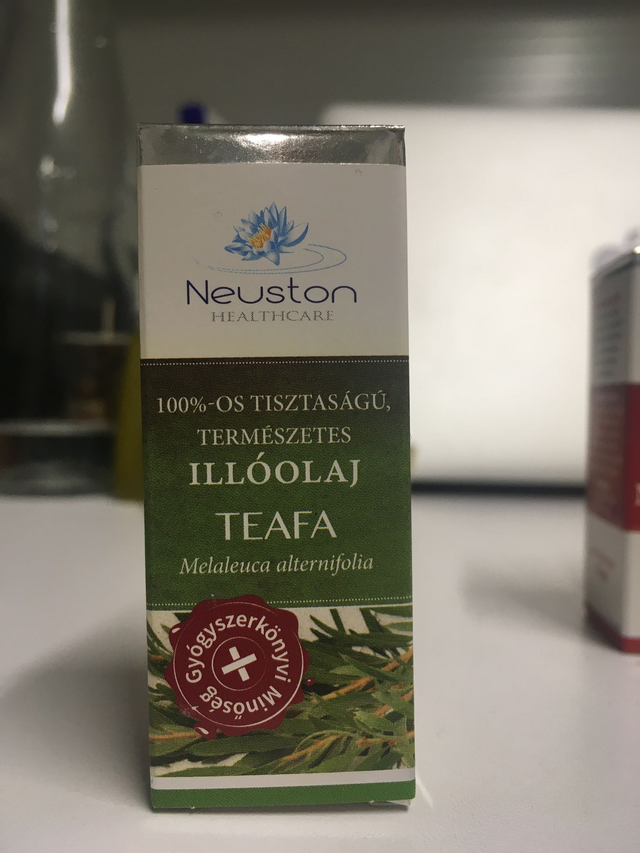 Neuston
HEALTHCARE
100%-OS TISZTASÁGÚ,
TERMÉSZETES
ILLÓOLAJ
TEAFA
Melaleuca alternifolia
Gyógyszerkönyvi Minőség